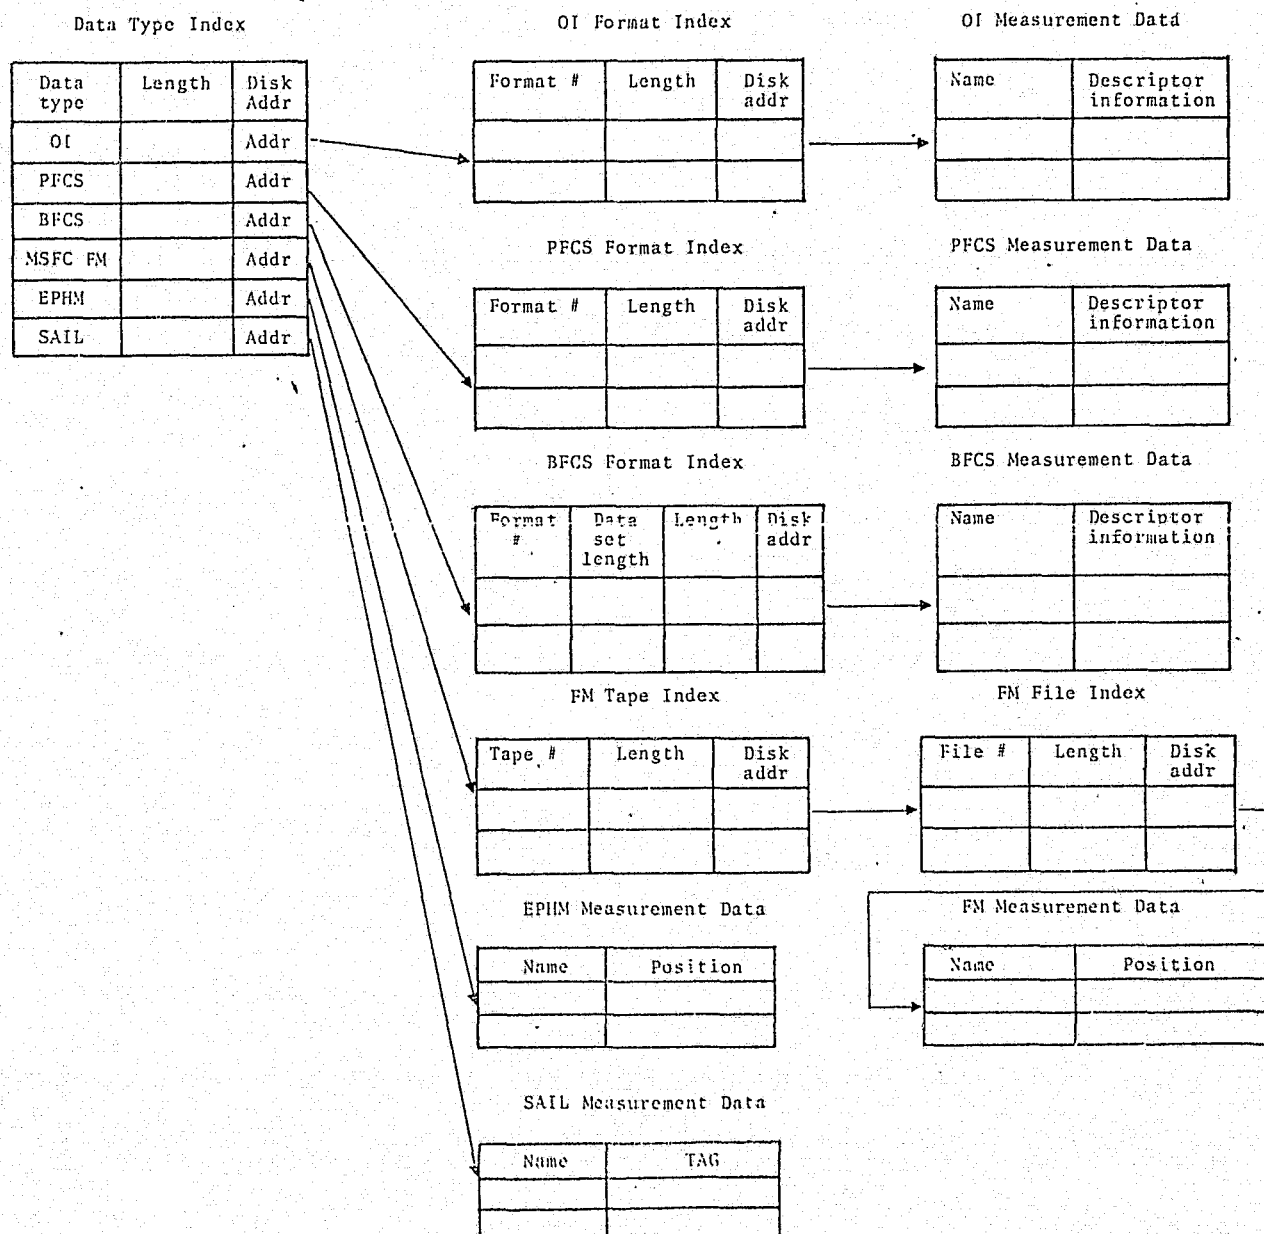 Data Type Index
OI Format Index
OI Measurement Data
Data type
Length
Disk Addr
OI
Addr
PFCS
Addr
BFCS
Addr
MSFC FM
Addr
EPHM
Addr
SAIL
Addr
Format #
Length
Disk addr
Name
Descriptor information
PFCS Format Index
PFCS Measurement Data
Format #
Length
Disk addr
Name
Descriptor information
BFCS Format Index
BFCS Measurement Data
Format #
Data set length
Length
Disk addr
Name
Descriptor information
FM Tape Index
FM File Index
Tape #
Length
Disk addr
File #
Length
Disk addr
EPHM Measurement Data
FM Measurement Data
Name
Position
Name
Position
SAIL Measurement Data
Name
TAG